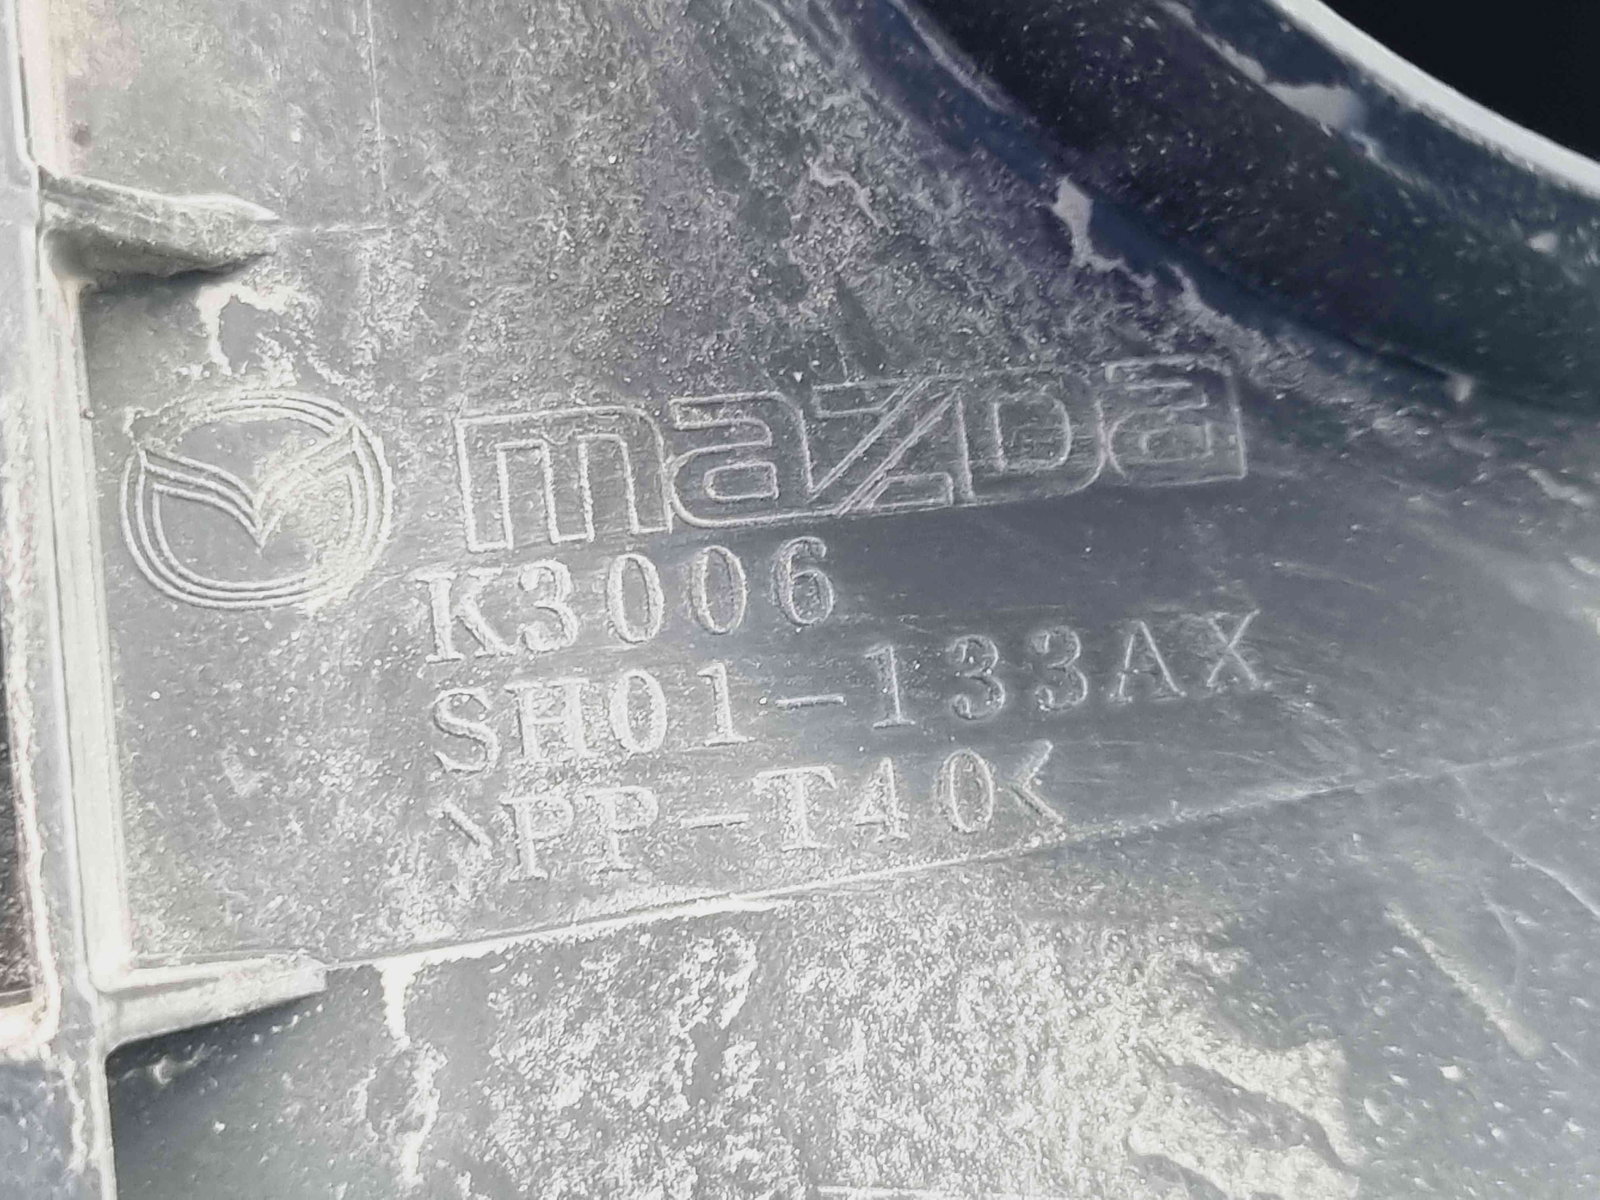 mazda
K3006
SH01-133AX
>PP-T40<